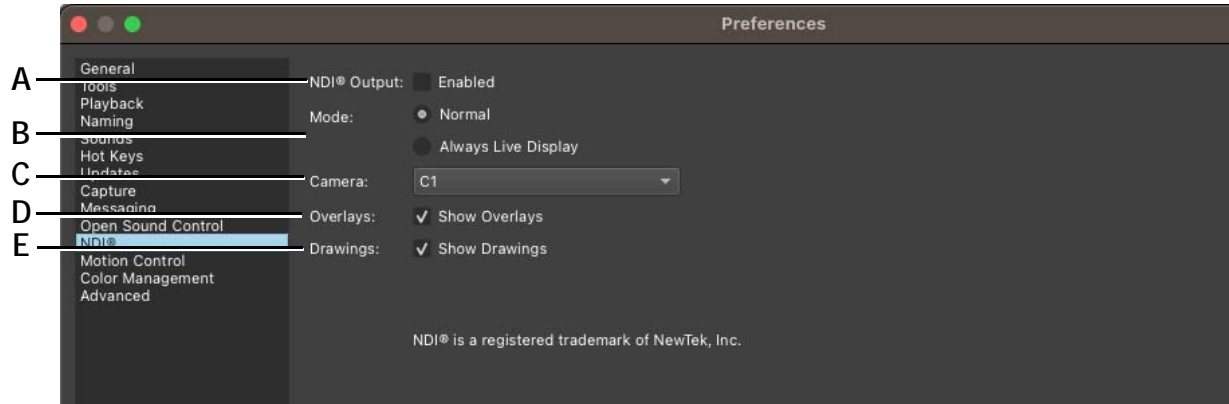 Preferences
A
B
C
D
E
General
Tools
Playback
Naming
Sounds
Hot Keys
Updates
Capture
Messaging
Open Sound Control
NDI®
Motion Control
Color Management
Advanced
NDI® Output: Enabled
Mode: Normal
Always Live Display
Camera: C1
Overlays: Show Overlays
Drawings: Show Drawings
NDI® is a registered trademark of NewTek, Inc.